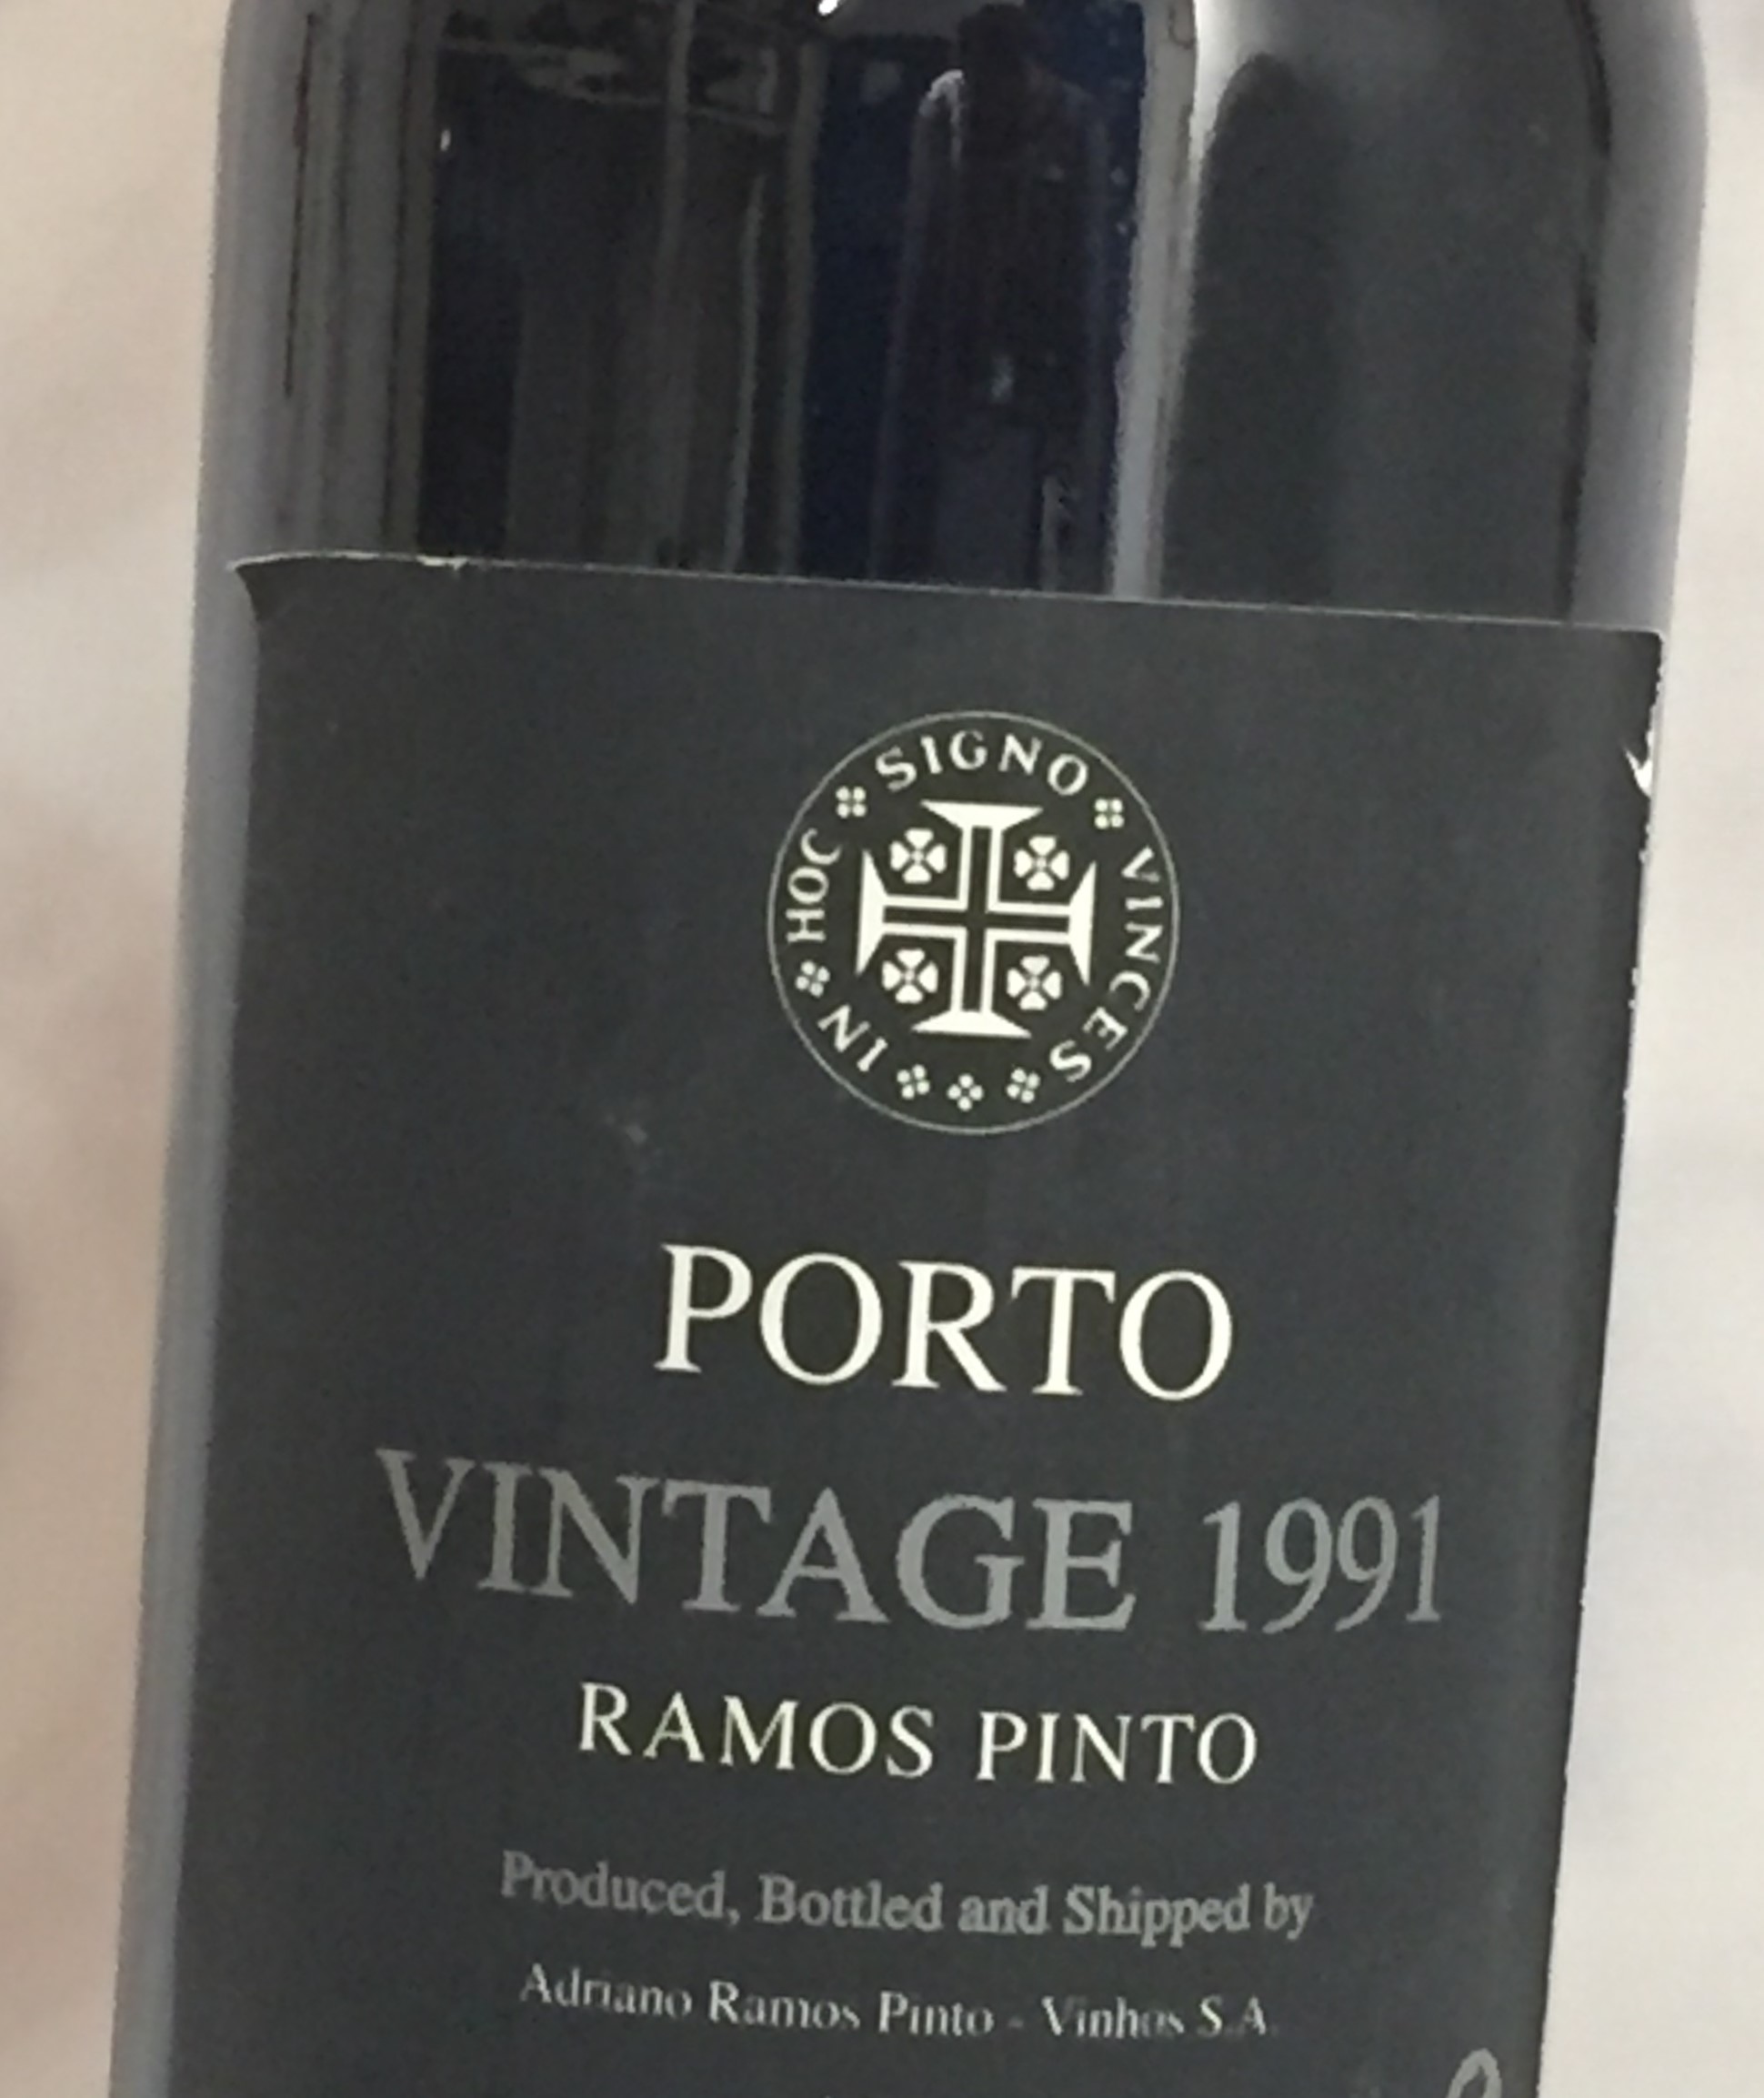 IN HOC SIGNO VINCES
PORTO
VINTAGE 1991
RAMOS PINTO
Produced, Bottled and Shipped by
Adriano Ramos Pinto - Vinhos S.A.